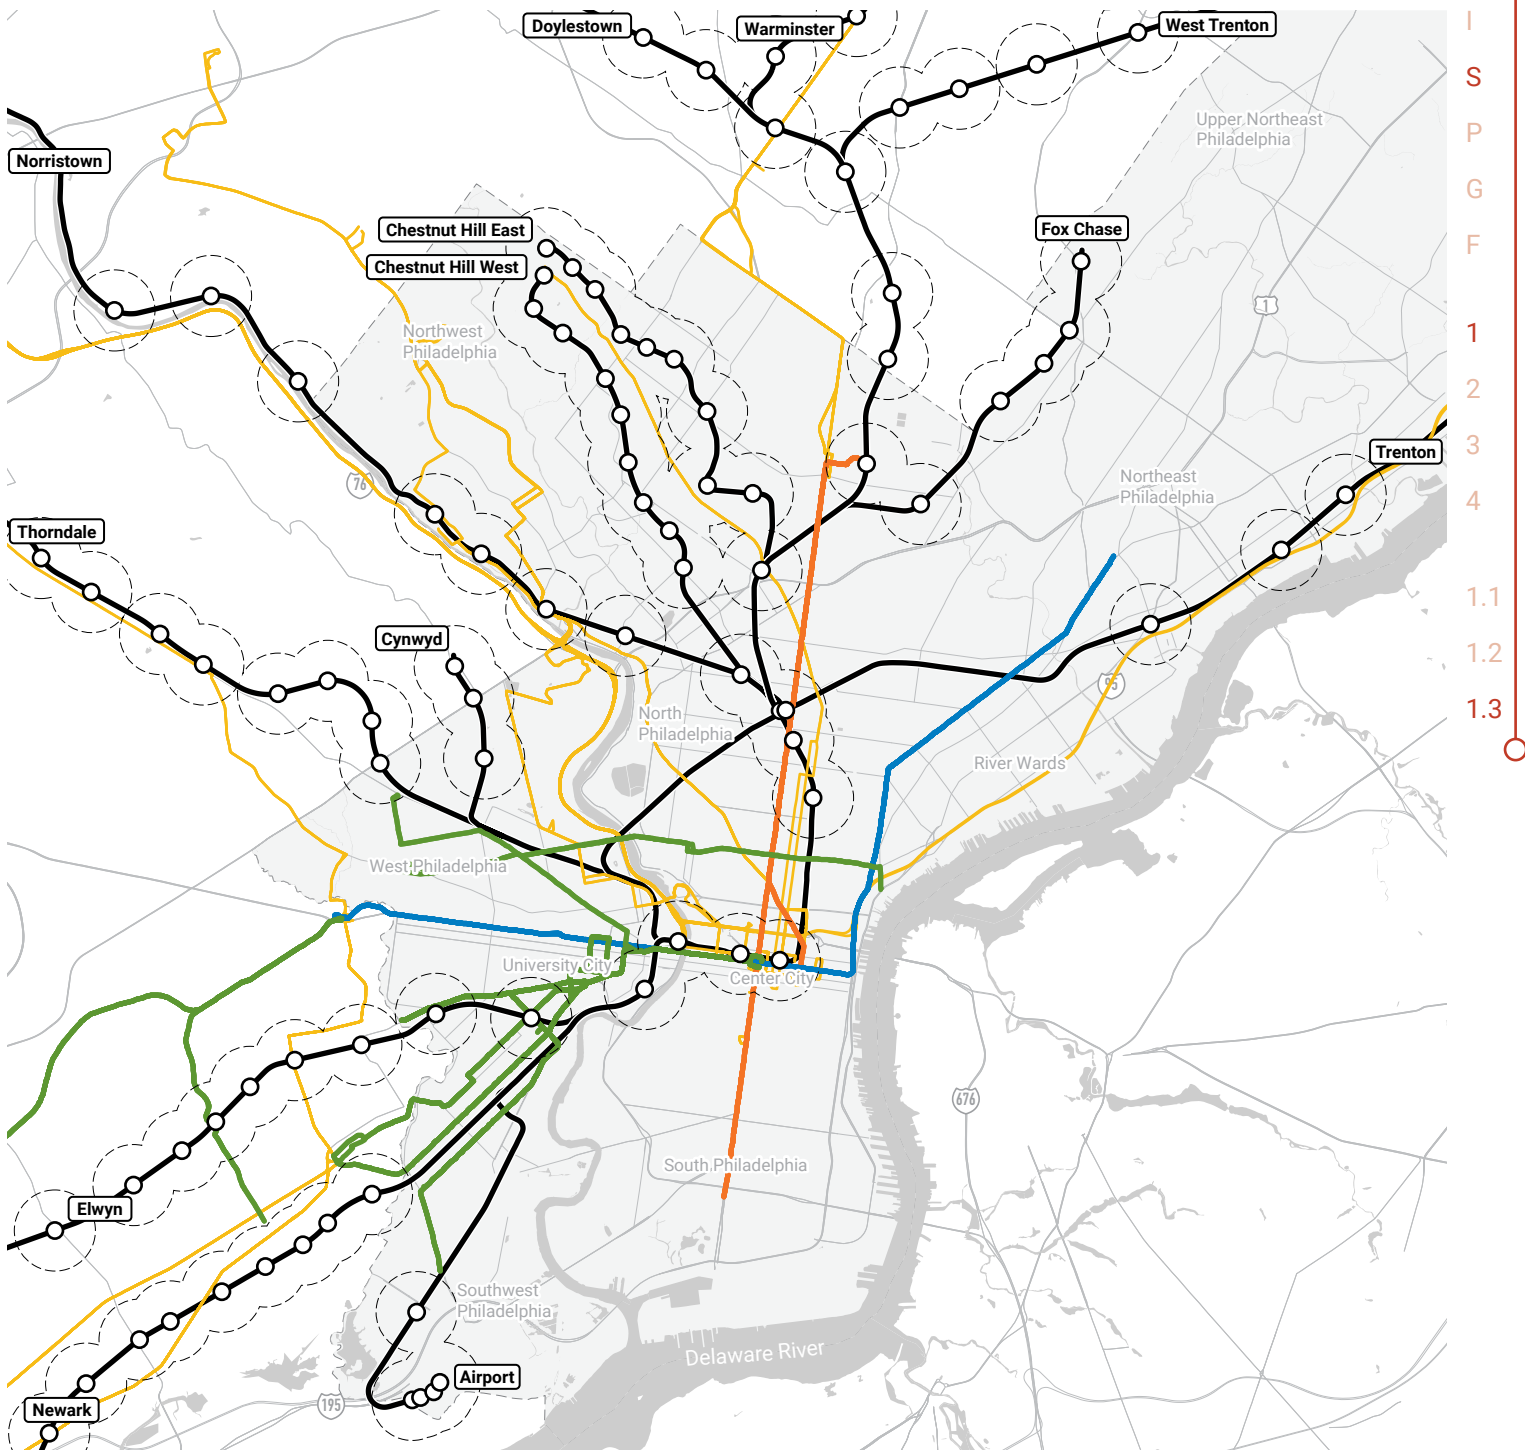 Doylestown
Warminster
West Trenton
Upper Northeast
Philadelphia
Norristown
Chestnut Hill East
Chestnut Hill West
Fox Chase
1
Northwest
Philadelphia
Trenton
76
Northeast
Philadelphia
Thorndale
Cynwyd
95
North
Philadelphia
River Wards
West Philadelphia
University City
Center City
676
South Philadelphia
Elwyn
Southwest
Philadelphia
Delaware River
Airport
195
Newark
I
S
P
G
F
1
2
3
4
1.1
1.2
1.3